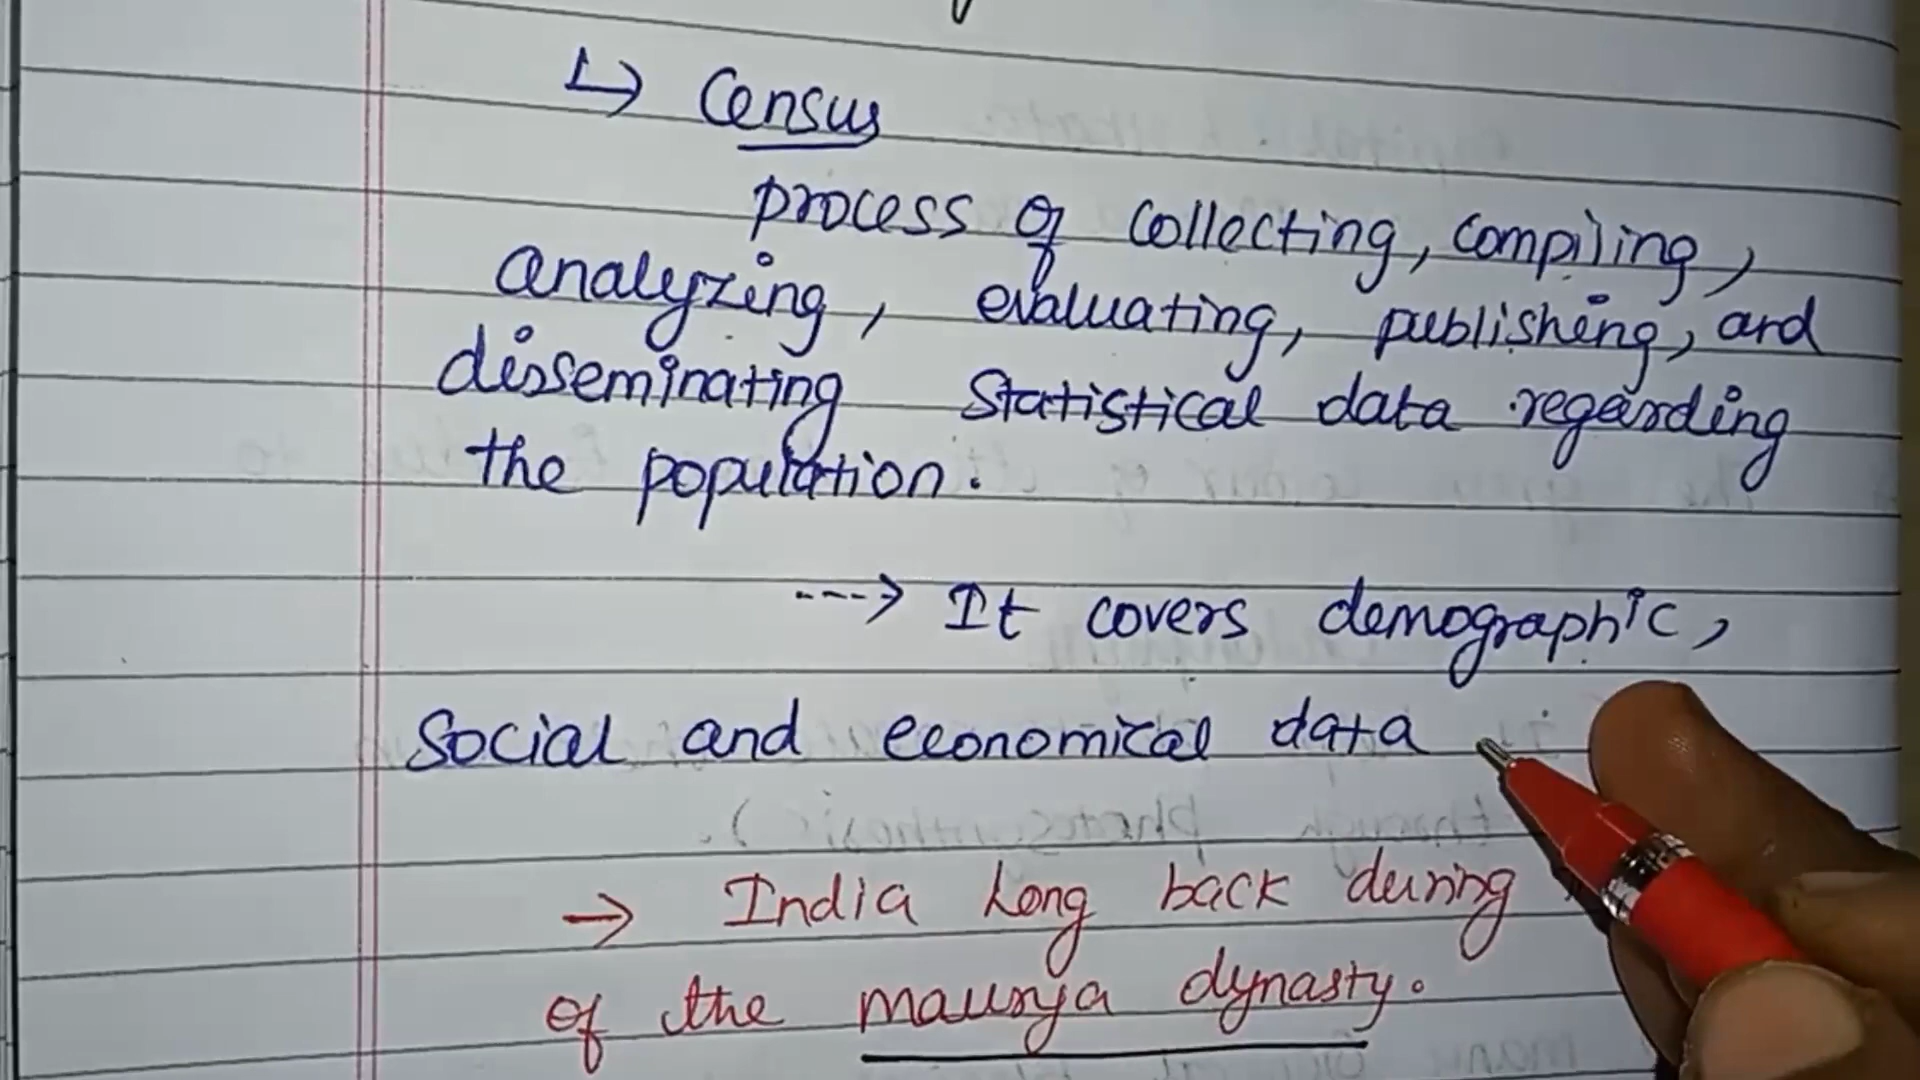 ↳ Census
process of collecting, compiling,
analyzing, evaluating, publishing, and
disseminating Statistical data regarding
the population.
---> It covers demographic,
Social and economical data
→ India long back during
of the maurya dynasty.